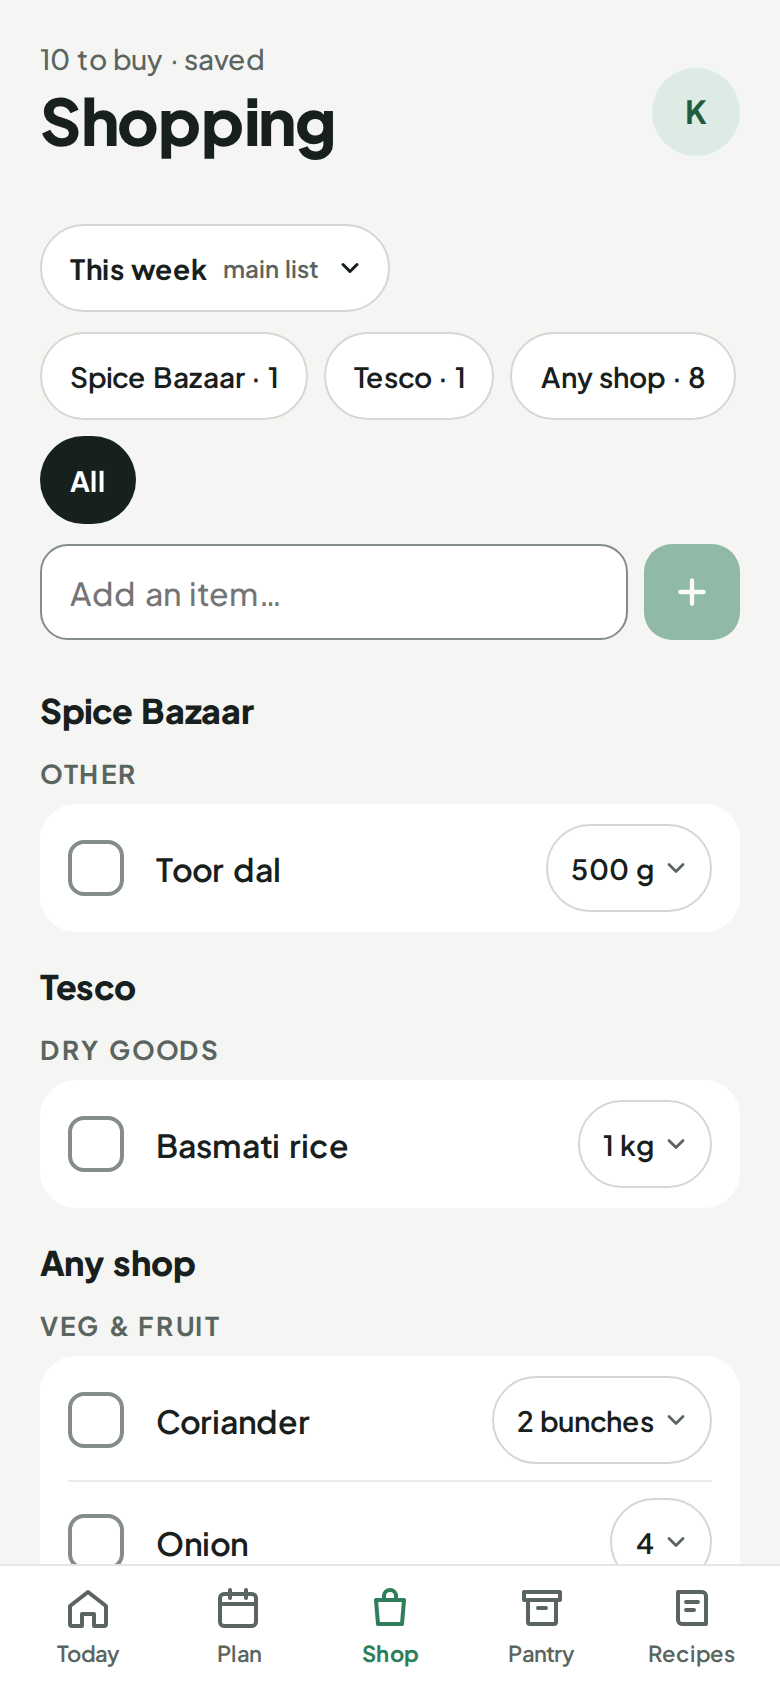 10 to buy · saved
Shopping
K
This week main list
Spice Bazaar · 1
Tesco · 1
Any shop · 8
All
Add an item...
Spice Bazaar
OTHER
Toor dal
500 g
Tesco
DRY GOODS
Basmati rice
1 kg
Any shop
VEG & FRUIT
Coriander
2 bunches
Onion
4
Today
Plan
Shop
Pantry
Recipes